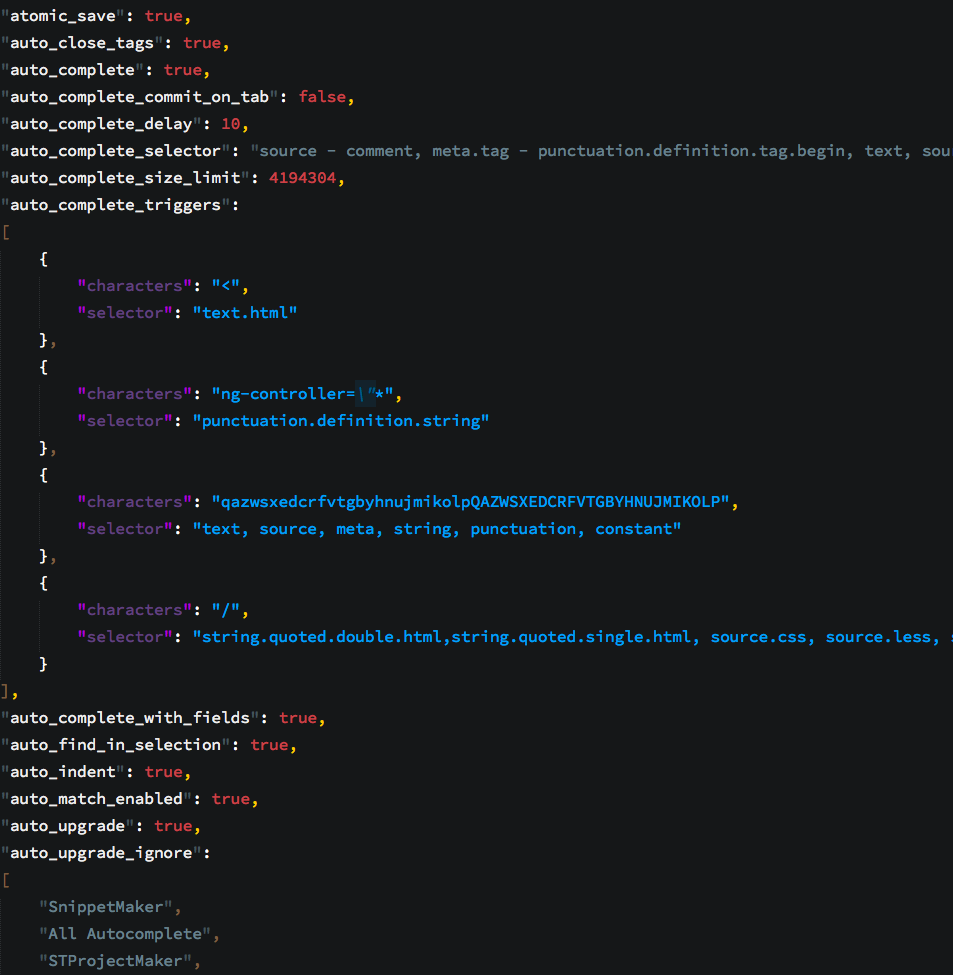 "atomic_save": true,
"auto_close_tags": true,
"auto_complete": true,
"auto_complete_commit_on_tab": false,
"auto_complete_delay": 10,
"auto_complete_selector": "source - comment, meta.tag - punctuation.definition.tag.begin, text, sou
"auto_complete_size_limit": 4194304,
"auto_complete_triggers":
[
    {
        "characters": "<",
        "selector": "text.html"
    },
    {
        "characters": "ng-controller=\"*",
        "selector": "punctuation.definition.string"
    },
    {
        "characters": "qazwsxedcrfvtgbyhnujmikolpQAZWSXEDCRFVTGBYHNUJMIKOLP",
        "selector": "text, source, meta, string, punctuation, constant"
    },
    {
        "characters": "/",
        "selector": "string.quoted.double.html,string.quoted.single.html, source.css, source.less,
    }
],
"auto_complete_with_fields": true,
"auto_find_in_selection": true,
"auto_indent": true,
"auto_match_enabled": true,
"auto_upgrade": true,
"auto_upgrade_ignore":
[
    "SnippetMaker",
    "All Autocomplete",
    "STProjectMaker",